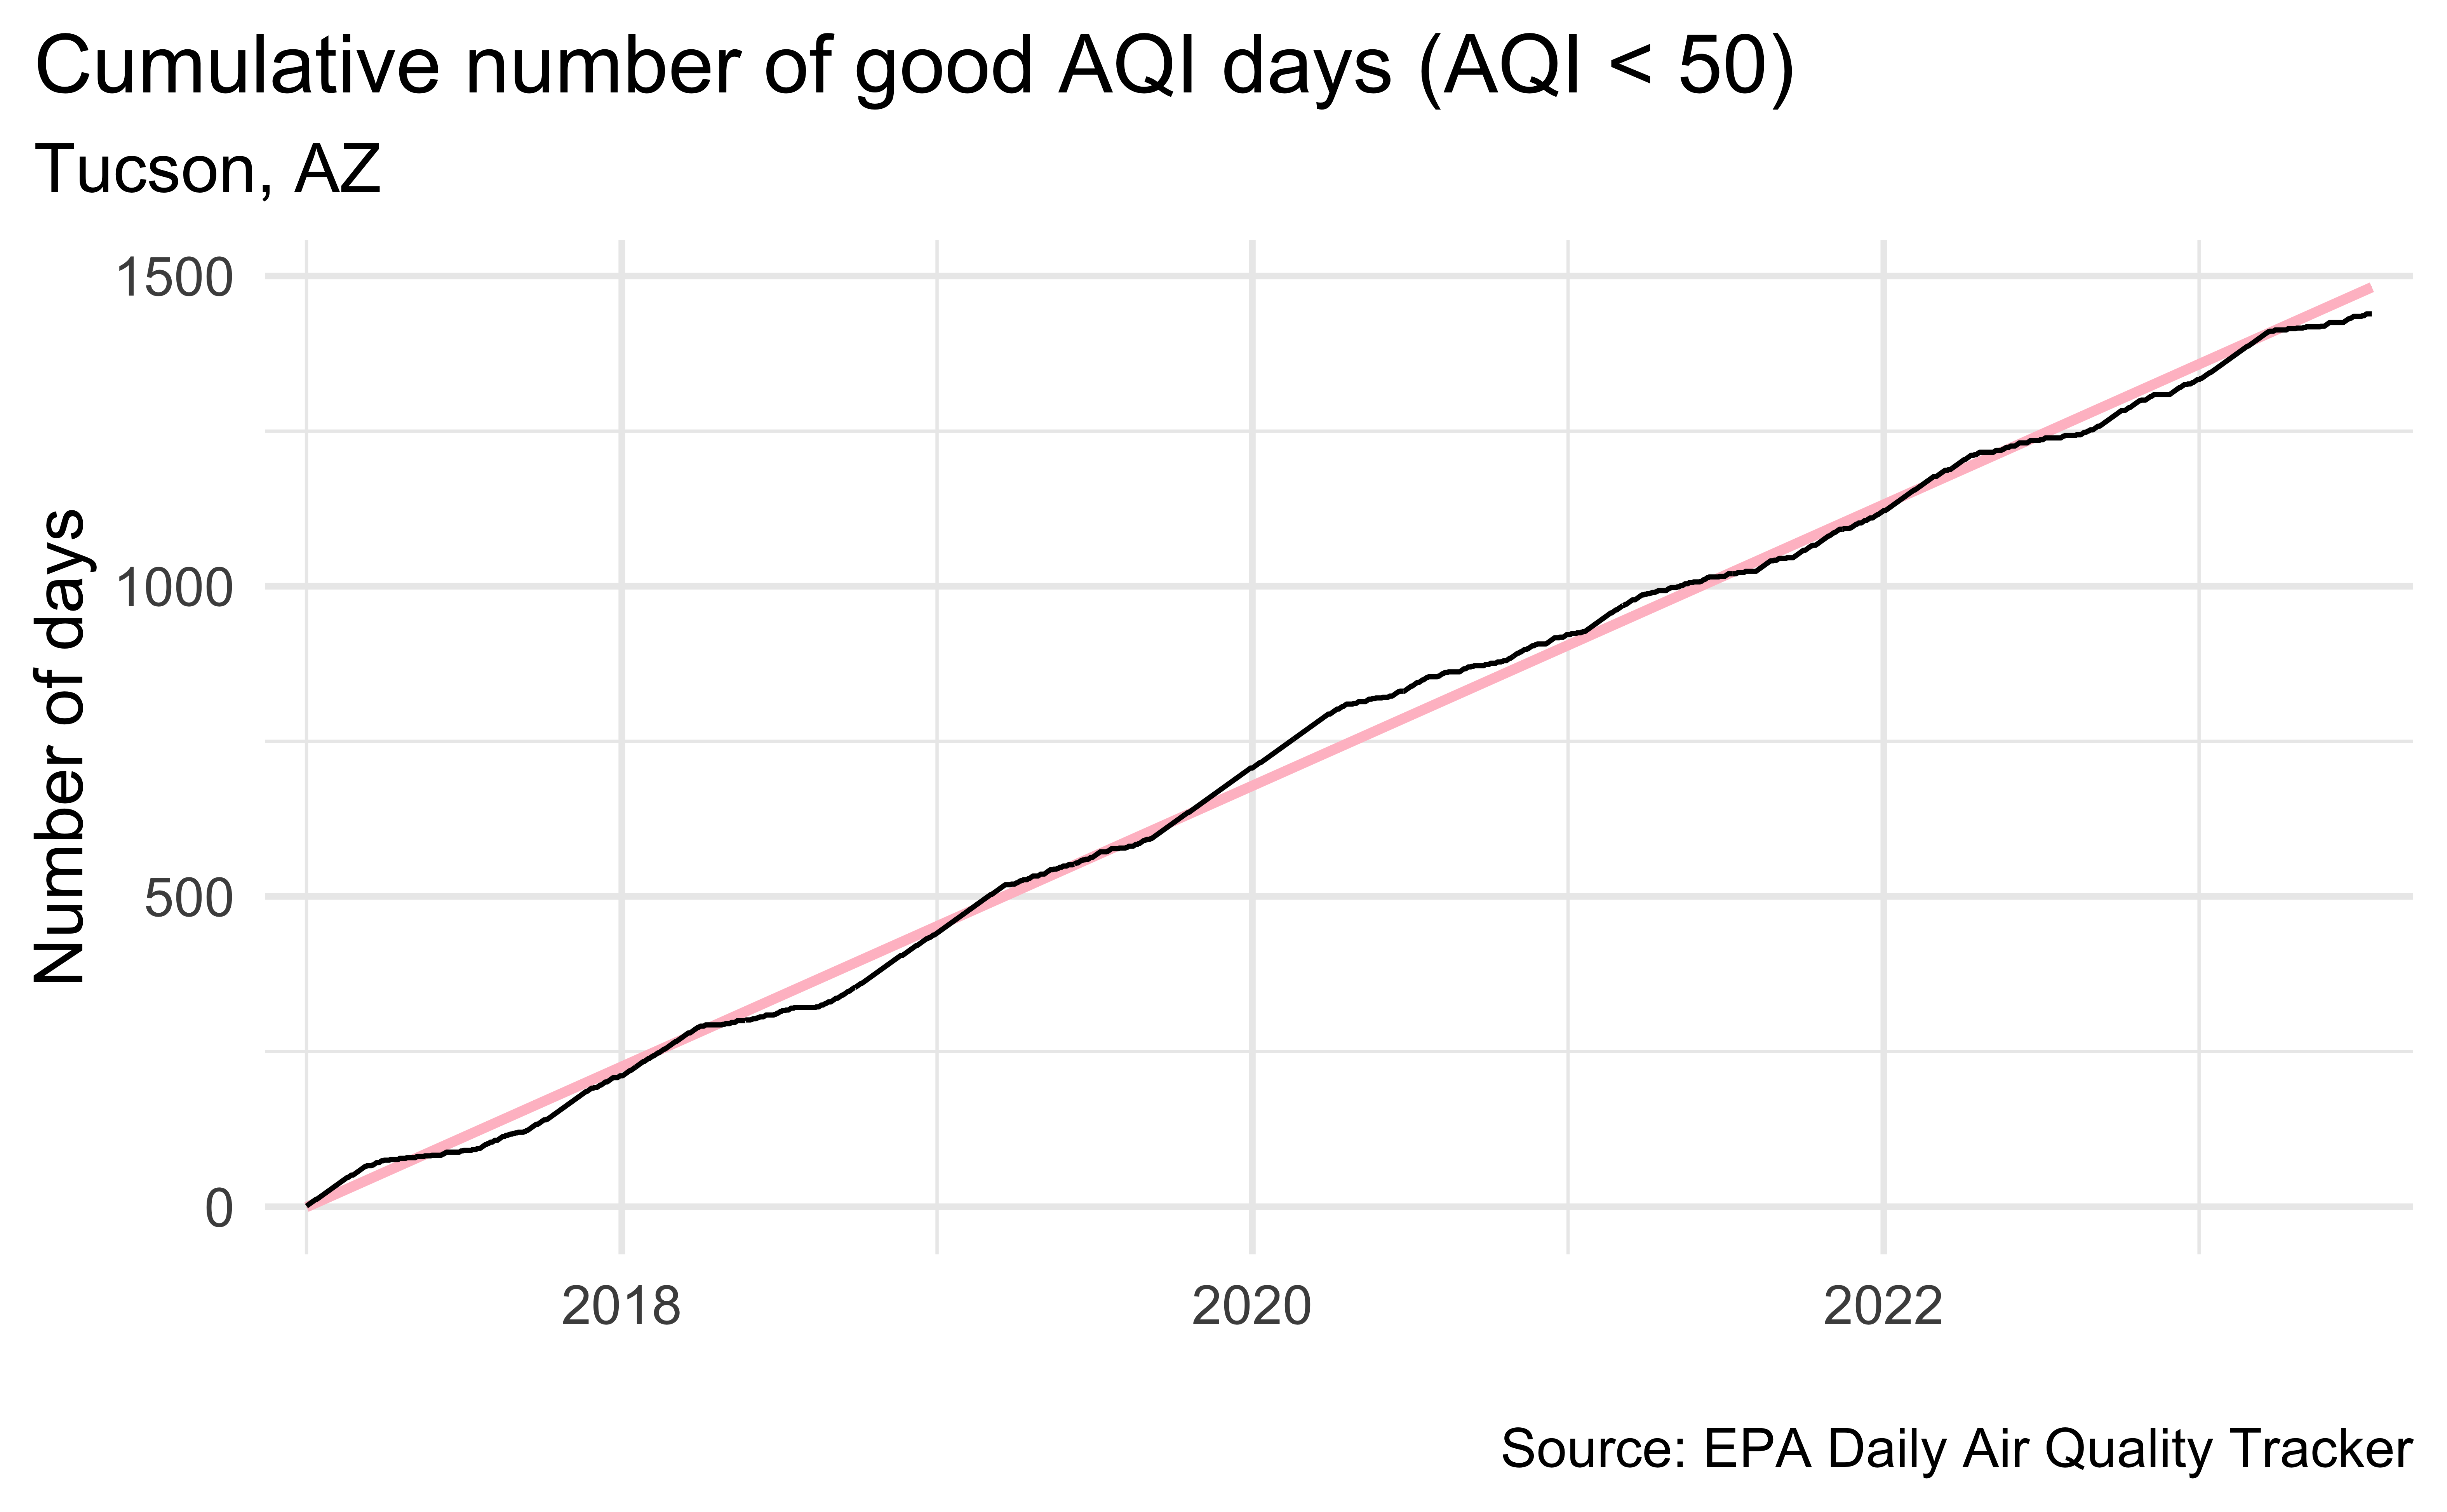 Cumulative number of good AQI days (AQI < 50)
Tucson, AZ
1500
1000
500
0
Number of days
2018
2020
2022
Source: EPA Daily Air Quality Tracker